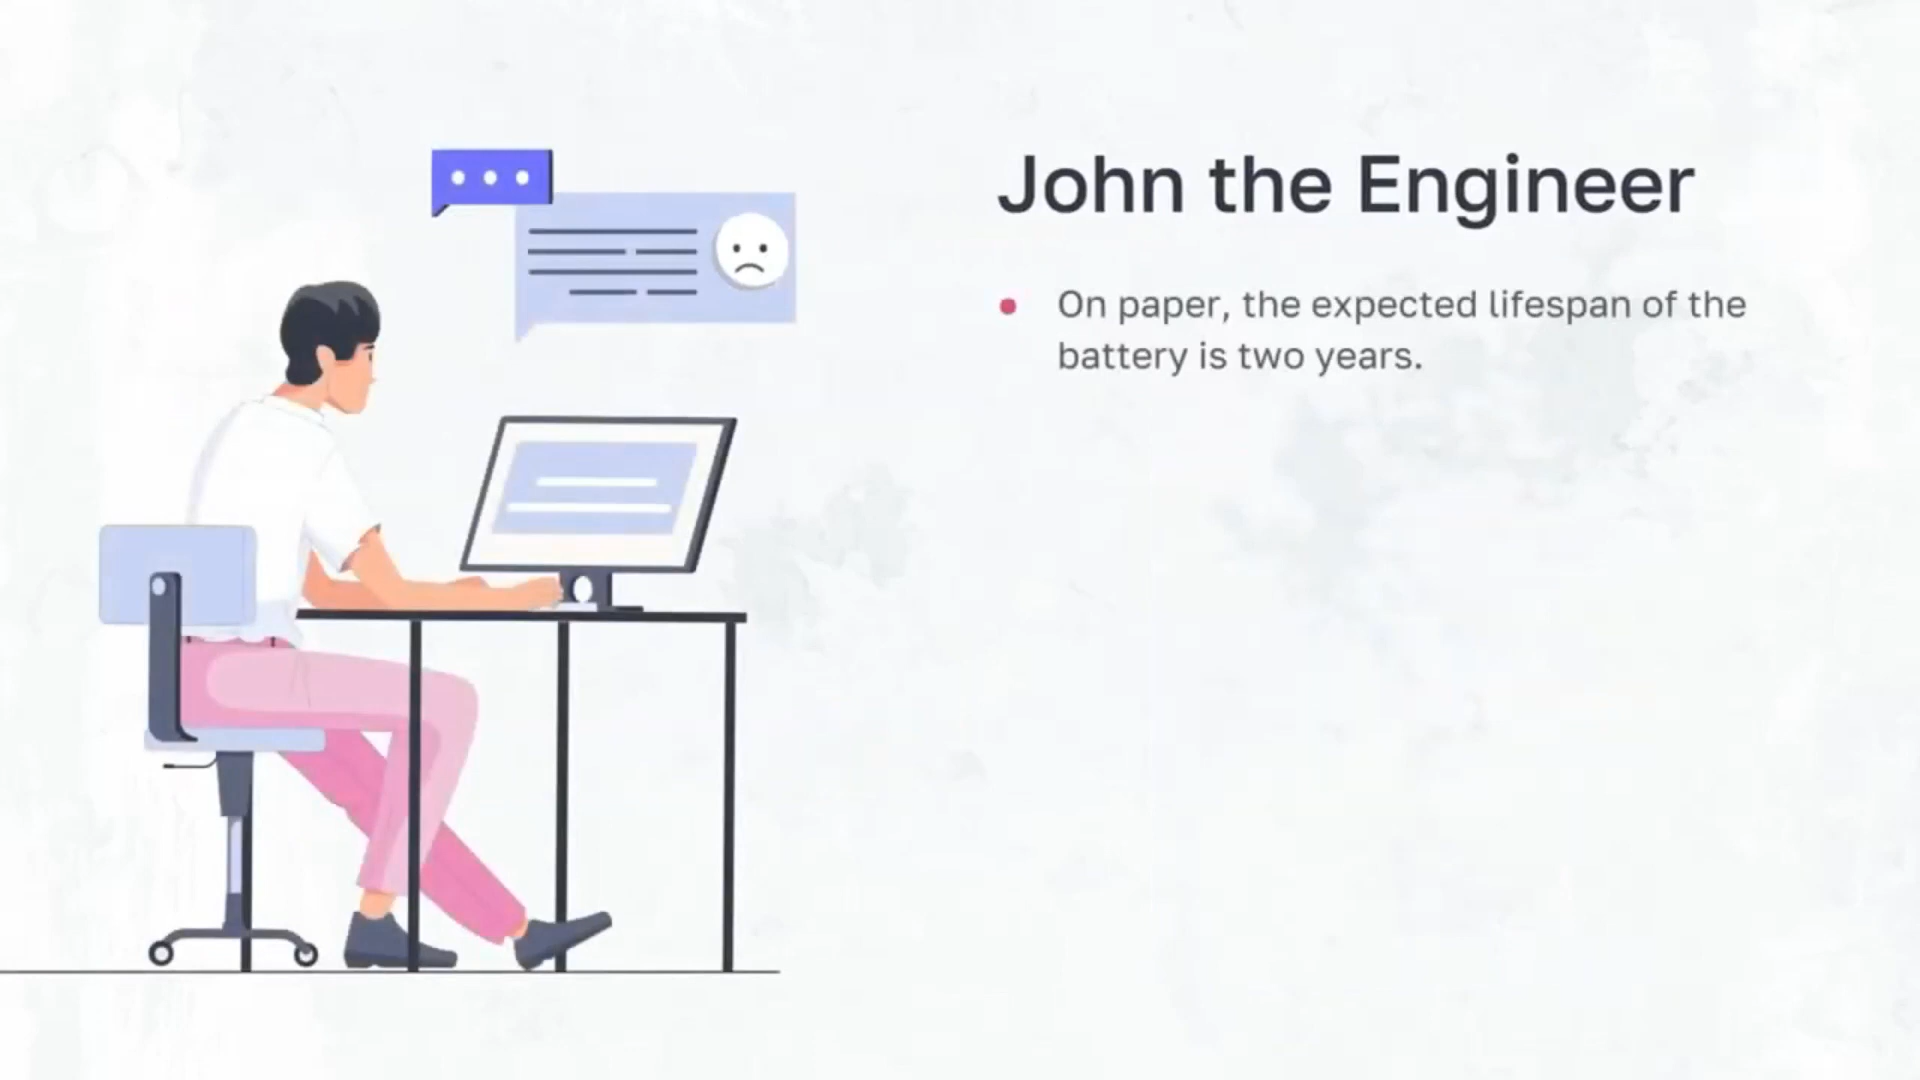 John the Engineer
On paper, the expected lifespan of the
battery is two years.